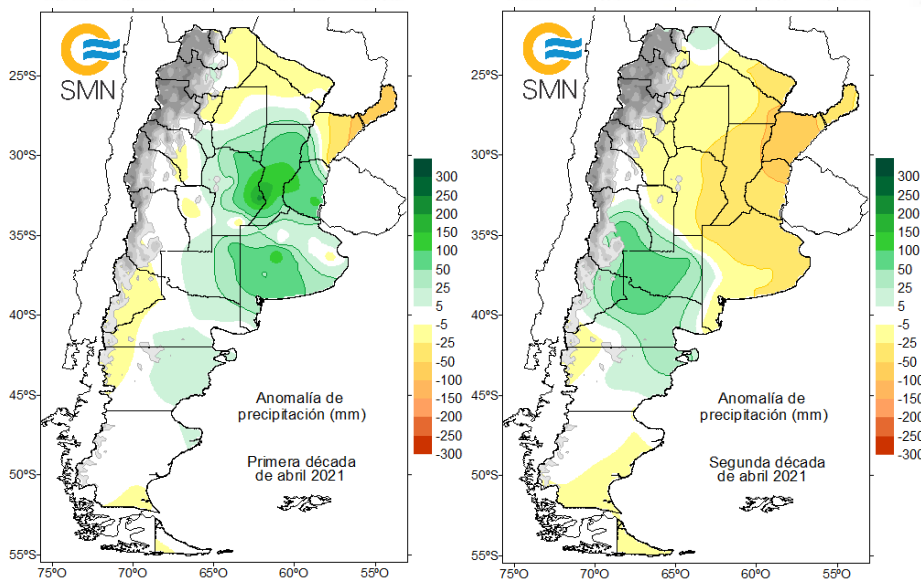 SMN
25°S
30°S
35°S
40°S
45°S
50°S
55°S
75°O
70°O
65°O
60°O
55°O
300
250
200
150
100
50
25
5
-5
-25
-50
-100
-150
-200
-250
-300
Anomalía de
precipitación (mm)
Primera década
de abril 2021
SMN
25°S
30°S
35°S
40°S
45°S
50°S
55°S
75°O
70°O
65°O
60°O
55°O
300
250
200
150
100
50
25
5
-5
-25
-50
-100
-150
-200
-250
-300
Anomalía de
precipitación (mm)
Segunda década
de abril 2021